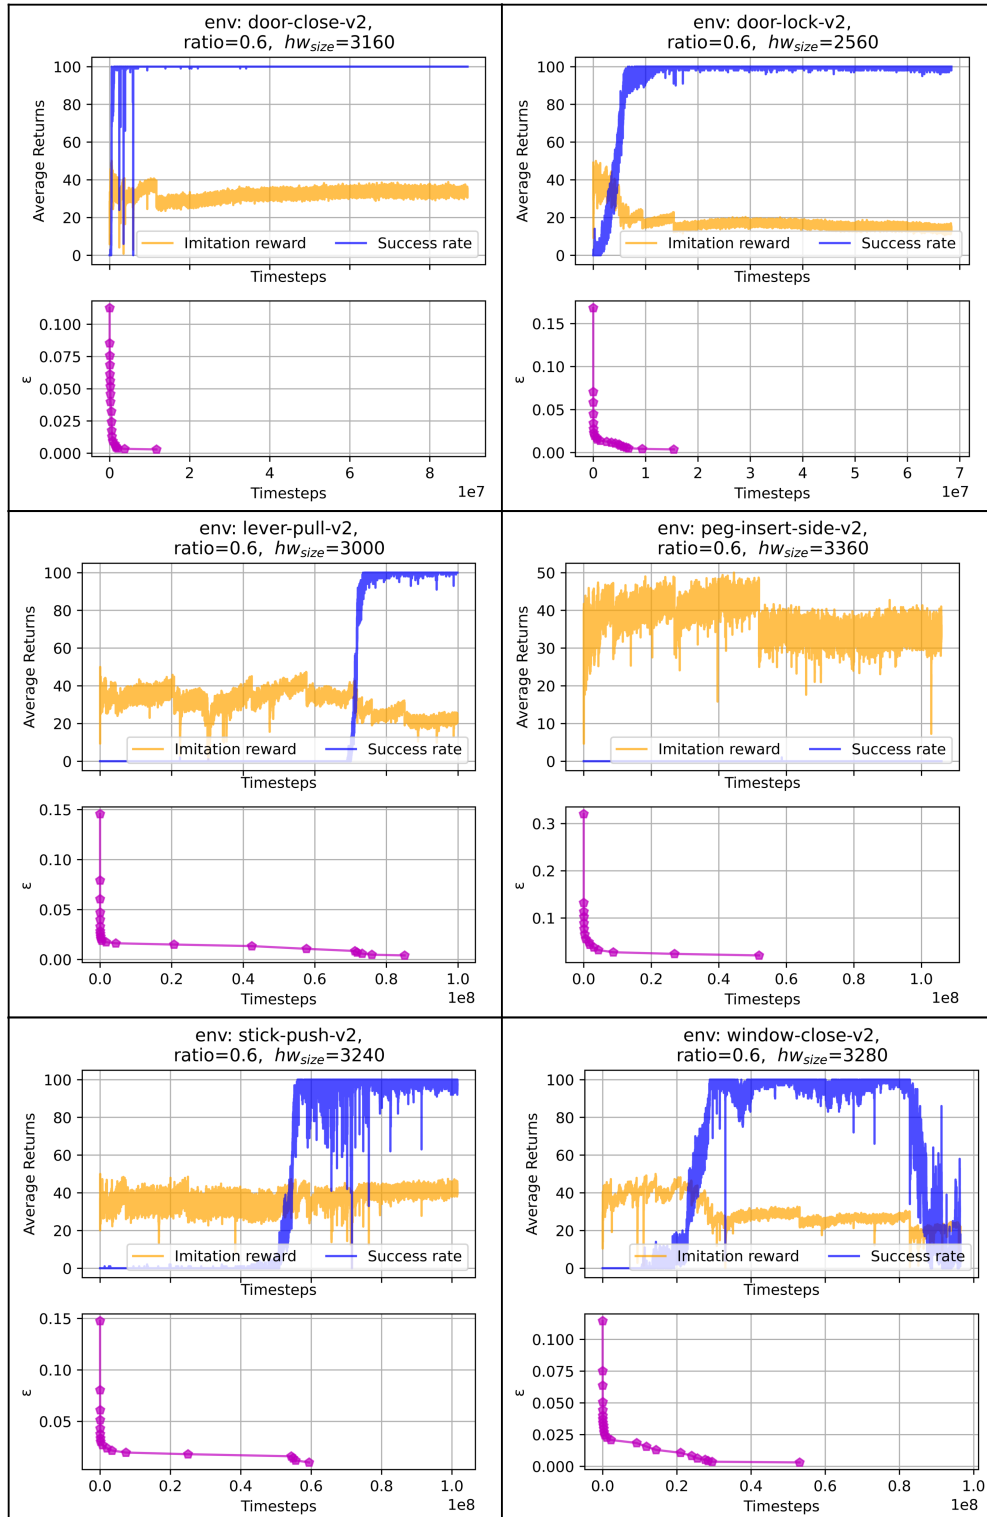 env: door-close-v2,
ratio=0.6, hw_size=3160
100
80
60
40
20
0
Average Returns
Imitation reward
Success rate
Timesteps
0.100
0.075
0.050
0.025
0.000
ε
0
2
4
6
8
1e7
Timesteps
env: door-lock-v2,
ratio=0.6, hw_size=2560
100
80
60
40
20
0
Average Returns
Imitation reward
Success rate
Timesteps
0.15
0.10
0.05
0.00
ε
0
1
2
3
4
5
6
7
1e7
Timesteps
env: lever-pull-v2,
ratio=0.6, hw_size=3000
100
80
60
40
20
0
Average Returns
Imitation reward
Success rate
Timesteps
0.15
0.10
0.05
0.00
ε
0.0
0.2
0.4
0.6
0.8
1.0
1e8
Timesteps
env: peg-insert-side-v2,
ratio=0.6, hw_size=3360
50
40
30
20
10
0
Average Returns
Imitation reward
Success rate
Timesteps
0.3
0.2
0.1
ε
0.0
0.2
0.4
0.6
0.8
1.0
1e8
Timesteps
env: stick-push-v2,
ratio=0.6, hw_size=3240
100
80
60
40
20
0
Average Returns
Imitation reward
Success rate
Timesteps
0.15
0.10
0.05
ε
0.0
0.2
0.4
0.6
0.8
1.0
1e8
Timesteps
env: window-close-v2,
ratio=0.6, hw_size=3280
100
80
60
40
20
0
Average Returns
Imitation reward
Success rate
Timesteps
0.100
0.075
0.050
0.025
0.000
ε
0.0
0.2
0.4
0.6
0.8
1.0
1e8
Timesteps